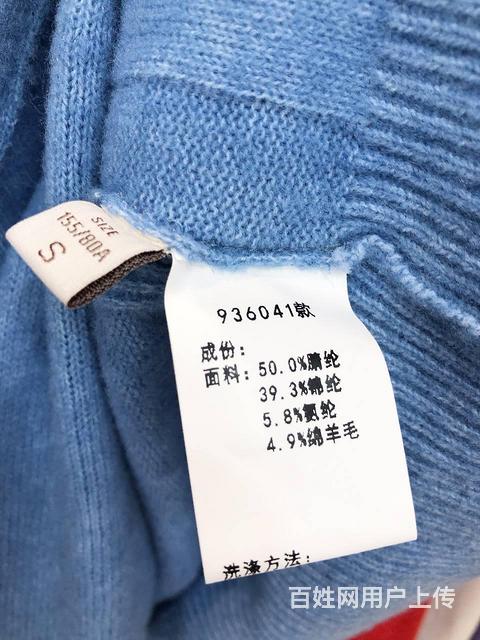 SIZE
155/80A
S
936041款
成份:
面料: 50.0%腈纶
39.3%锦纶
5.8%氨纶
4.9%绵羊毛
洗涤方法:
百姓网用户上传